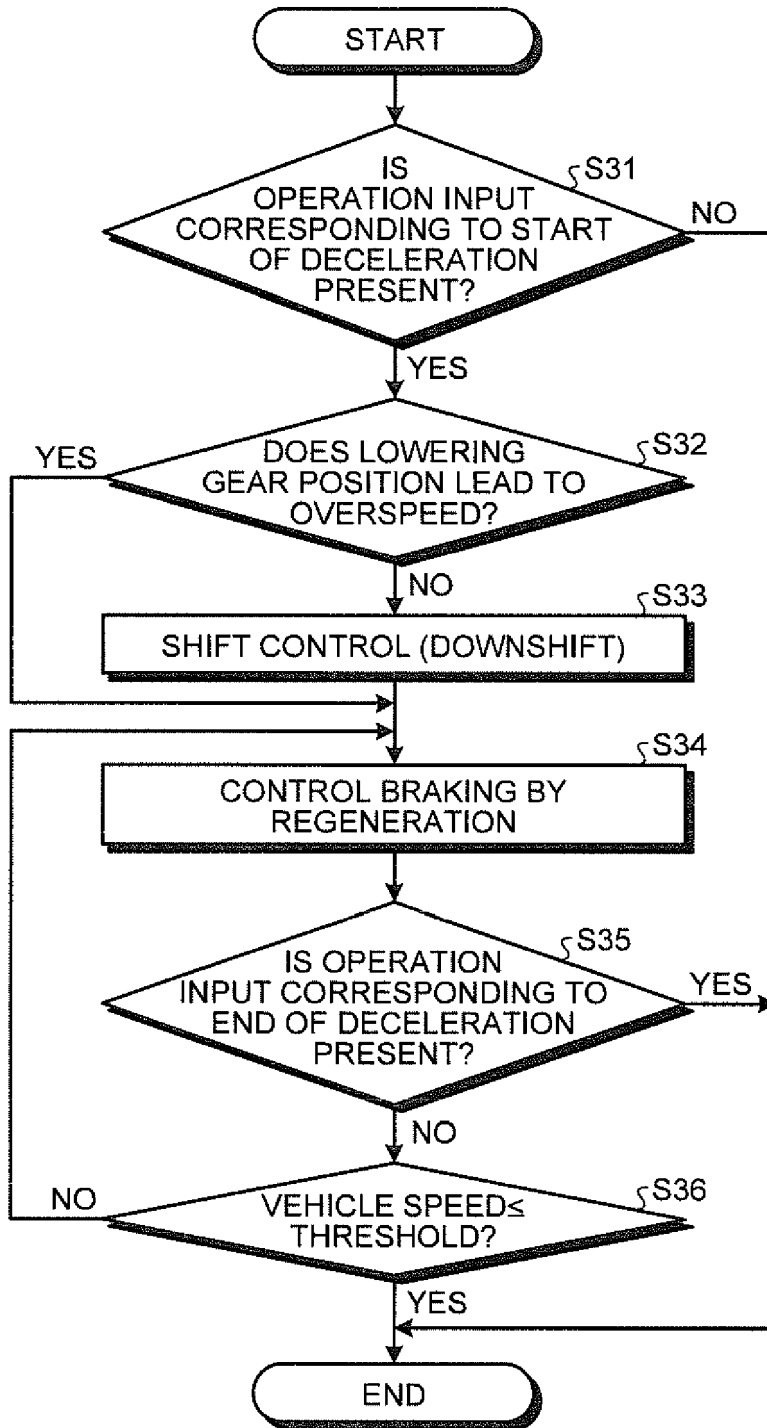 START
IS
OPERATION INPUT
CORRESPONDING TO START
OF DECELERATION
PRESENT?
S31
NO
YES
DOES LOWERING
GEAR POSITION LEAD TO
OVERSPEED?
S32
YES
NO
S33
SHIFT CONTROL (DOWNSHIFT)
S34
CONTROL BRAKING BY
REGENERATION
IS OPERATION
INPUT CORRESPONDING TO
END OF DECELERATION
PRESENT?
S35
YES
NO
VEHICLE SPEED≤
THRESHOLD?
S36
NO
YES
END